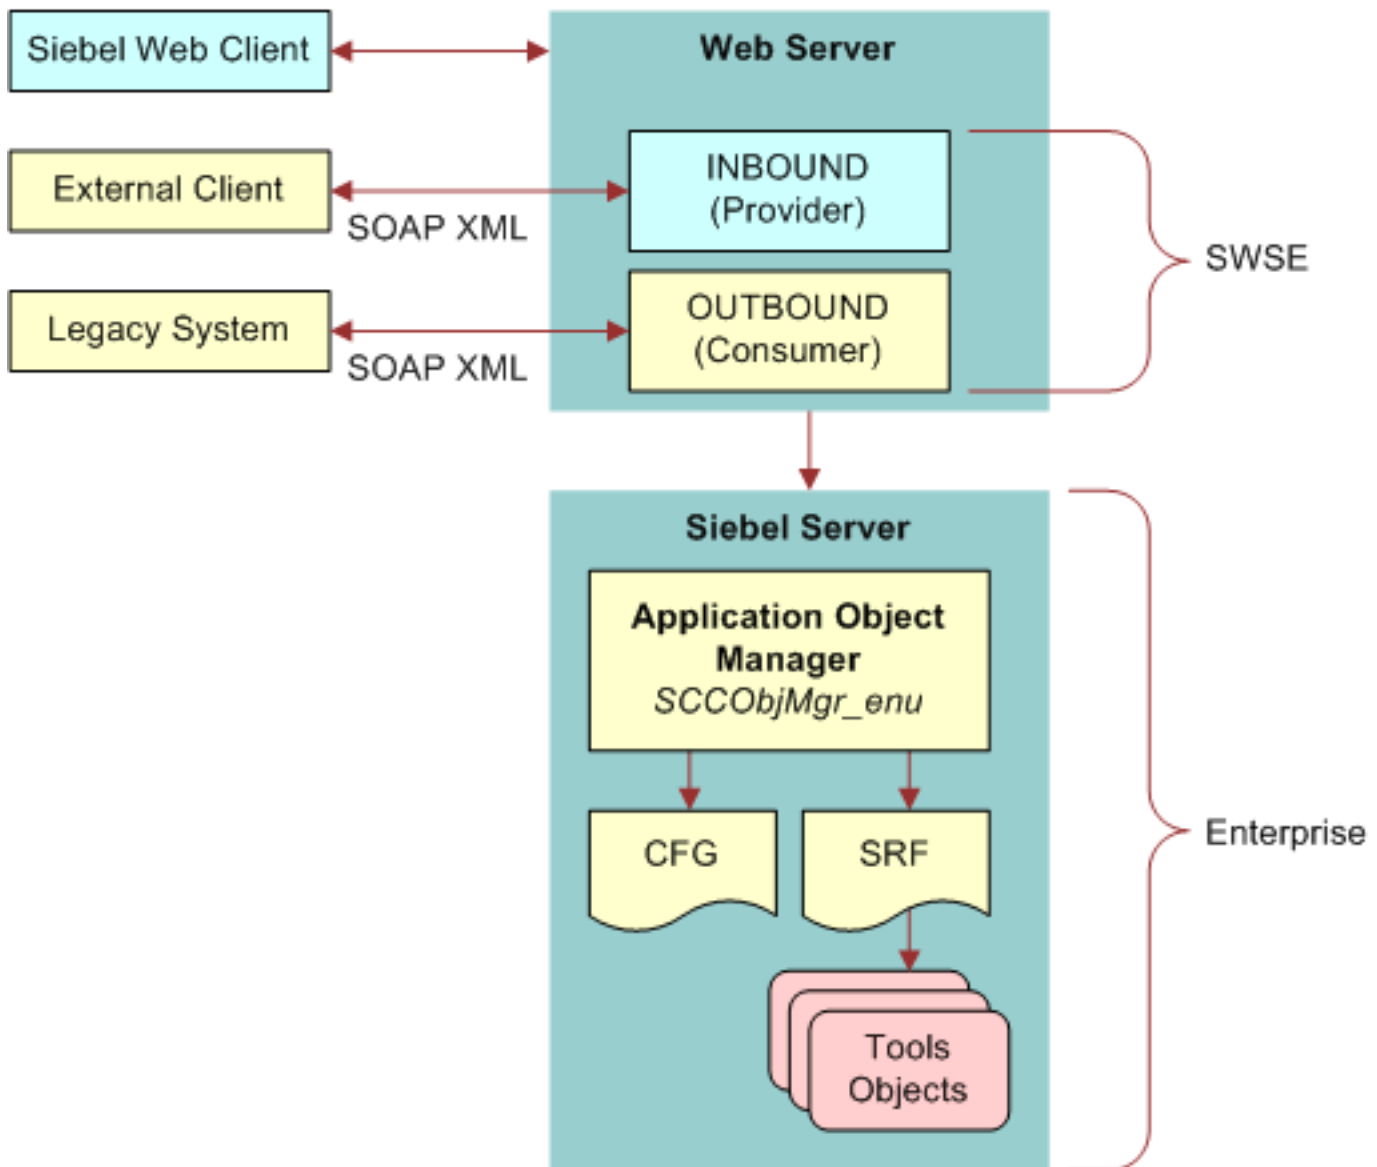 Siebel Web Client
Web Server
External Client
SOAP XML
INBOUND
(Provider)
SWSE
Legacy System
SOAP XML
OUTBOUND
(Consumer)
Siebel Server
Application Object
Manager
SCCObjMgr_enu
CFG
SRF
Enterprise
Tools
Objects